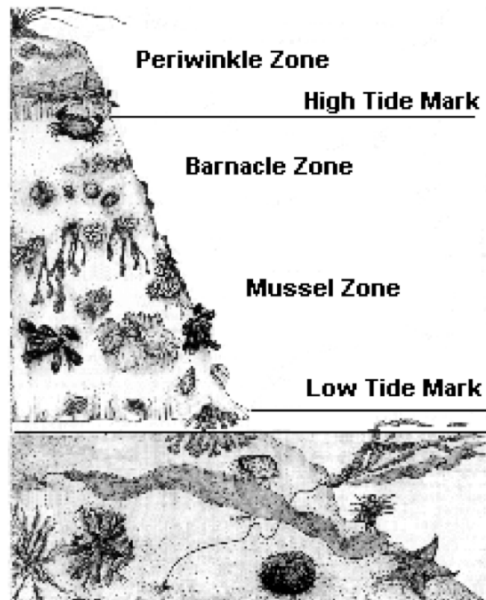 Periwinkle Zone
High Tide Mark
Barnacle Zone
Mussel Zone
Low Tide Mark